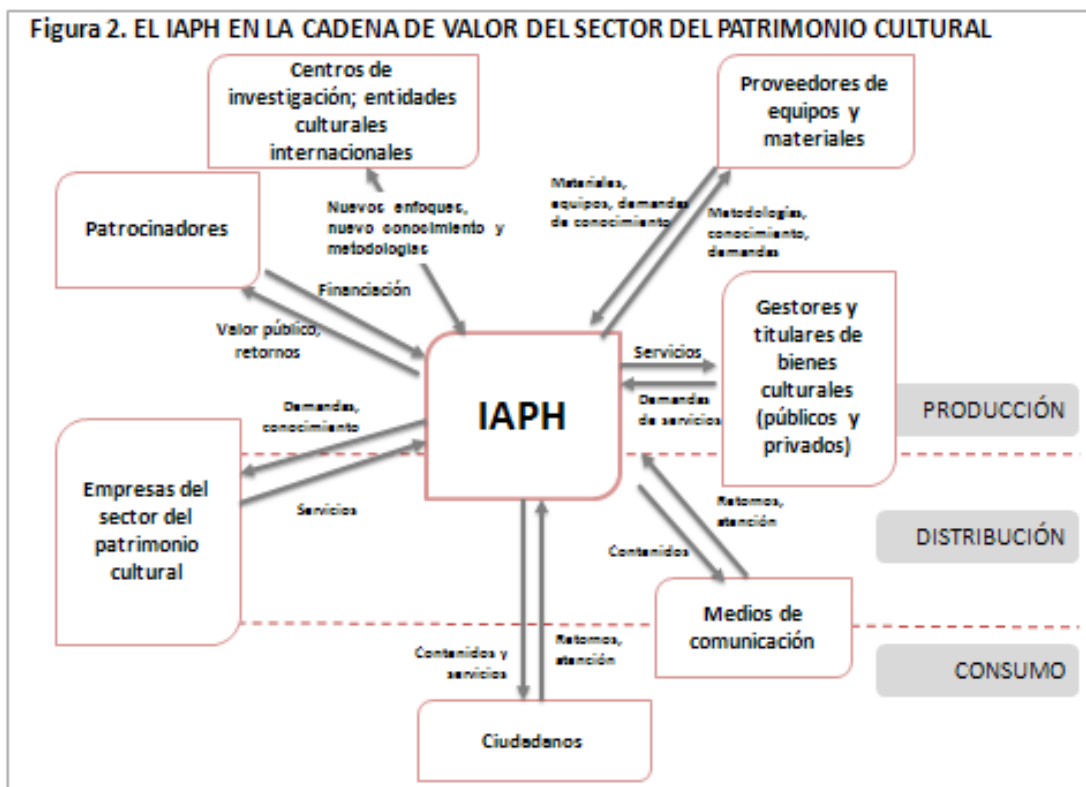 Figura 2. EL IAPH EN LA CADENA DE VALOR DEL SECTOR DEL PATRIMONIO CULTURAL
Centros de
investigación; entidades
culturales
internacionales
Proveedores de
equipos y
materiales
Patrocinadores
Nuevos enfoques,
nuevo conocimiento y
metodologías
Materiales,
equipos, demandas
de conocimiento
Metodologías,
conocimiento,
demandas
Financiación
Valor público,
retornos
IAPH
Servicios
Demandas
de servicios
Gestores y
titulares de
bienes
culturales
(públicos y
privados)
PRODUCCIÓN
Demandas,
conocimiento
Servicios
Empresas del
sector del
patrimonio
cultural
Retornos,
atención
Contenidos
DISTRIBUCIÓN
Medios de
comunicación
Contenidos y
servicios
Retornos,
atención
CONSUMO
Ciudadanos